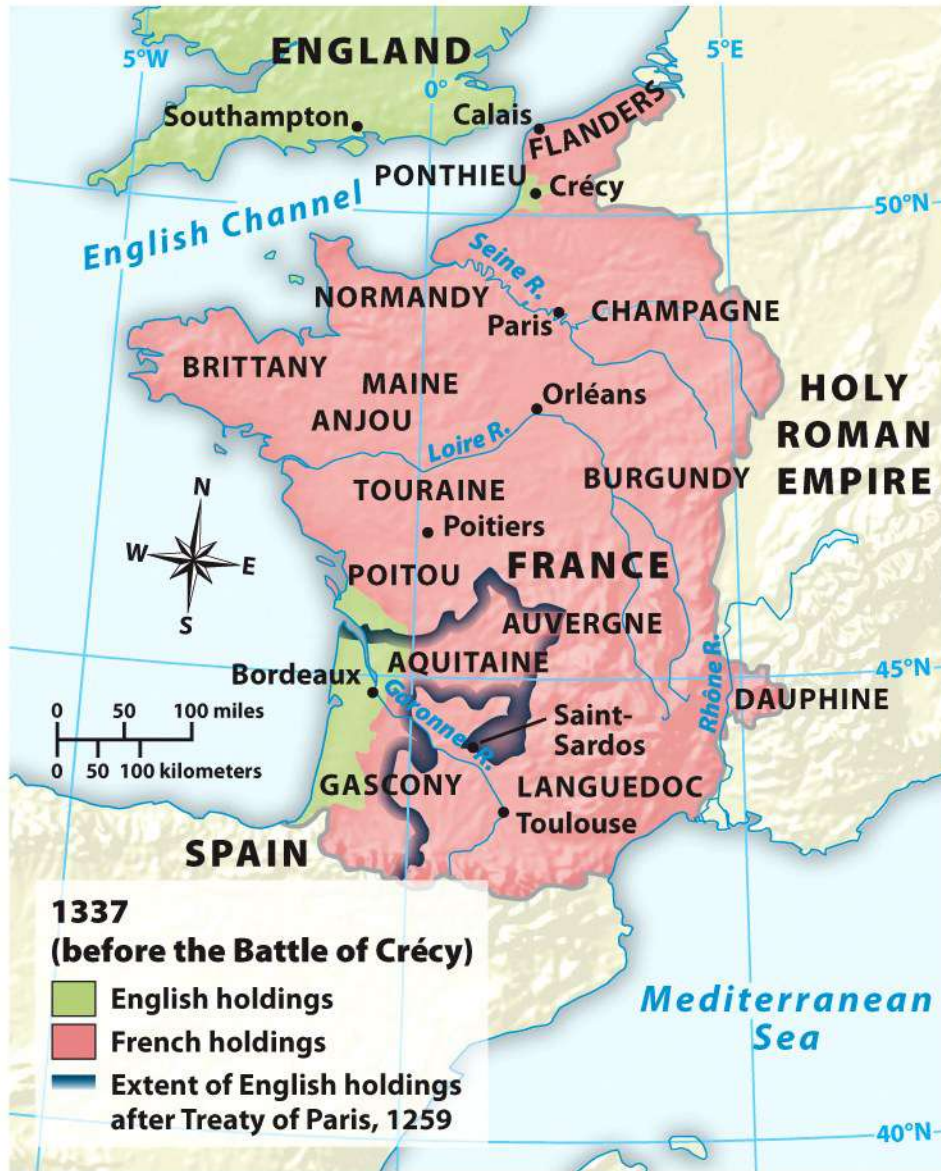 ENGLAND
5°W
5°E
0°
Southampton
Calais
FLANDERS
PONTHIEU
Crécy
50°N
English Channel
Seine R.
NORMANDY
CHAMPAGNE
Paris
BRITTANY
MAINE
HOLY
ROMAN
EMPIRE
Orléans
ANJOU
Loire R.
BURGUNDY
TOURAINE
N
W
E
S
Poitiers
FRANCE
POITOU
AUVERGNE
AQUITAINE
Bordeaux
Rhône R.
45°N
DAUPHINE
Garonne R.
0 50 100 miles
0 50 100 kilometers
Saint-
Sardos
GASCONY
LANGUEDOC
Toulouse
SPAIN
1337
(before the Battle of Crécy)
English holdings
French holdings
Extent of English holdings
after Treaty of Paris, 1259
Mediterranean
Sea
40°N